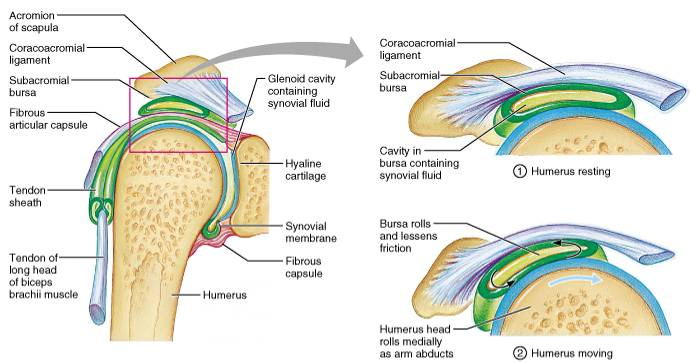 Acromion
of scapula
Coracoacromial
ligament
Subacromial
bursa
Fibrous
articular capsule
Tendon
sheath
Tendon of
long head
of biceps
brachii muscle
Glenoid cavity
containing
synovial fluid
Hyaline
cartilage
Synovial
membrane
Fibrous
capsule
Humerus
Coracoacromial
ligament
Subacromial
bursa
Cavity in
bursa containing
synovial fluid
① Humerus resting
Bursa rolls
and lessens
friction
Humerus head
rolls medially
as arm abducts
② Humerus moving